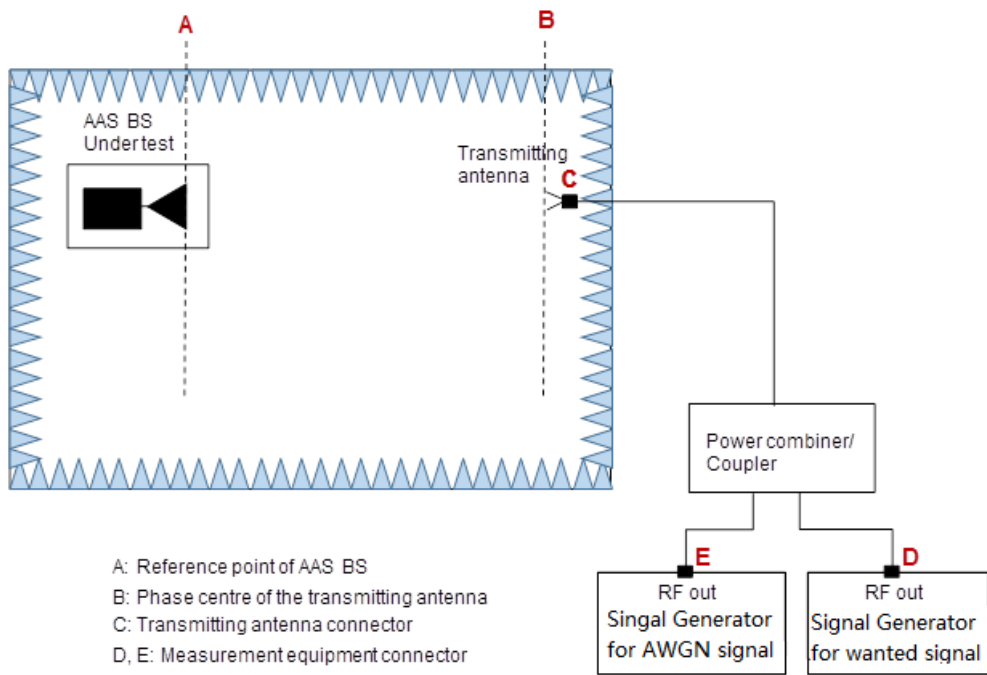 A
B
AAS BS
Under test
Transmitting
antenna
C
Power combiner/
Coupler
E
D
RF out
Singal Generator
for AWGN signal
RF out
Signal Generator
.for wanted signal
A: Reference point of AAS BS
B: Phase centre of the transmitting antenna
C: Transmitting antenna connector
D, E: Measurement equipment connector